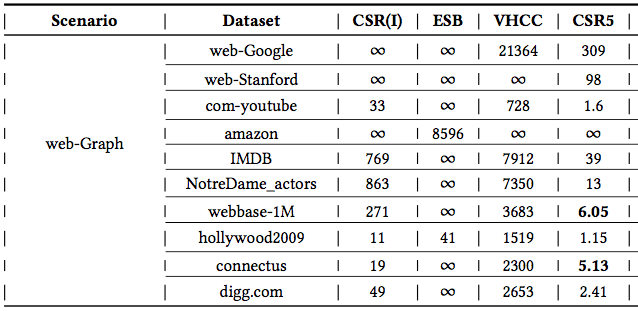 Scenario Dataset CSR(I) ESB VHCC CSR5
web-Google ∞ ∞ 21364 309
web-Stanford ∞ ∞ ∞ 98
com-youtube 33 ∞ 728 1.6
web-Graph amazon ∞ 8596 ∞ ∞
IMDB 769 ∞ 7912 39
NotreDame_actors 863 ∞ 7350 13
webbase-1M 271 ∞ 3683 6.05
hollywood2009 11 41 1519 1.15
connectus 19 ∞ 2300 5.13
digg.com 49 ∞ 2653 2.41